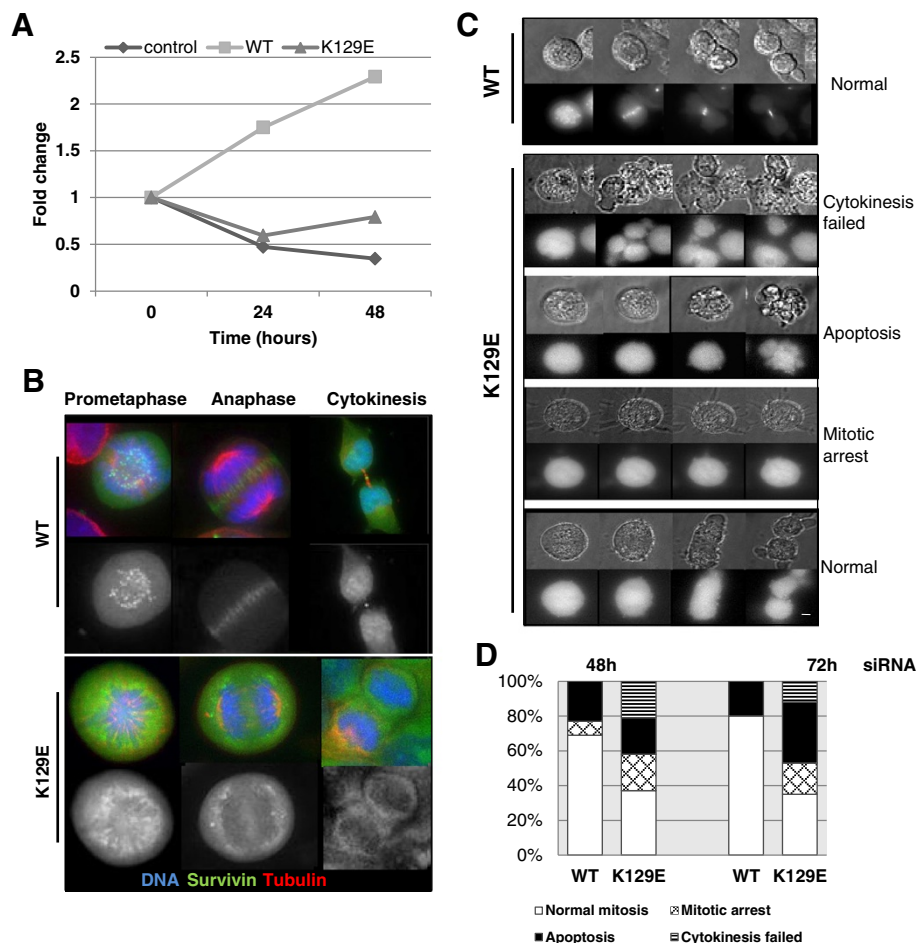 A
control WT K129E
2.5
2
1.5
1
0.5
0
Fold change
0 24 48
Time (hours)
B
Prometaphase Anaphase Cytokinesis
WT
K129E
DNA Survivin Tubulin
C
WT
Normal
K129E
Cytokinesis
failed
Apoptosis
Mitotic
arrest
Normal
D
48h 72h siRNA
100%
80%
60%
40%
20%
0%
WT K129E WT K129E
Normal mitosis Mitotic arrest
Apoptosis Cytokinesis failed